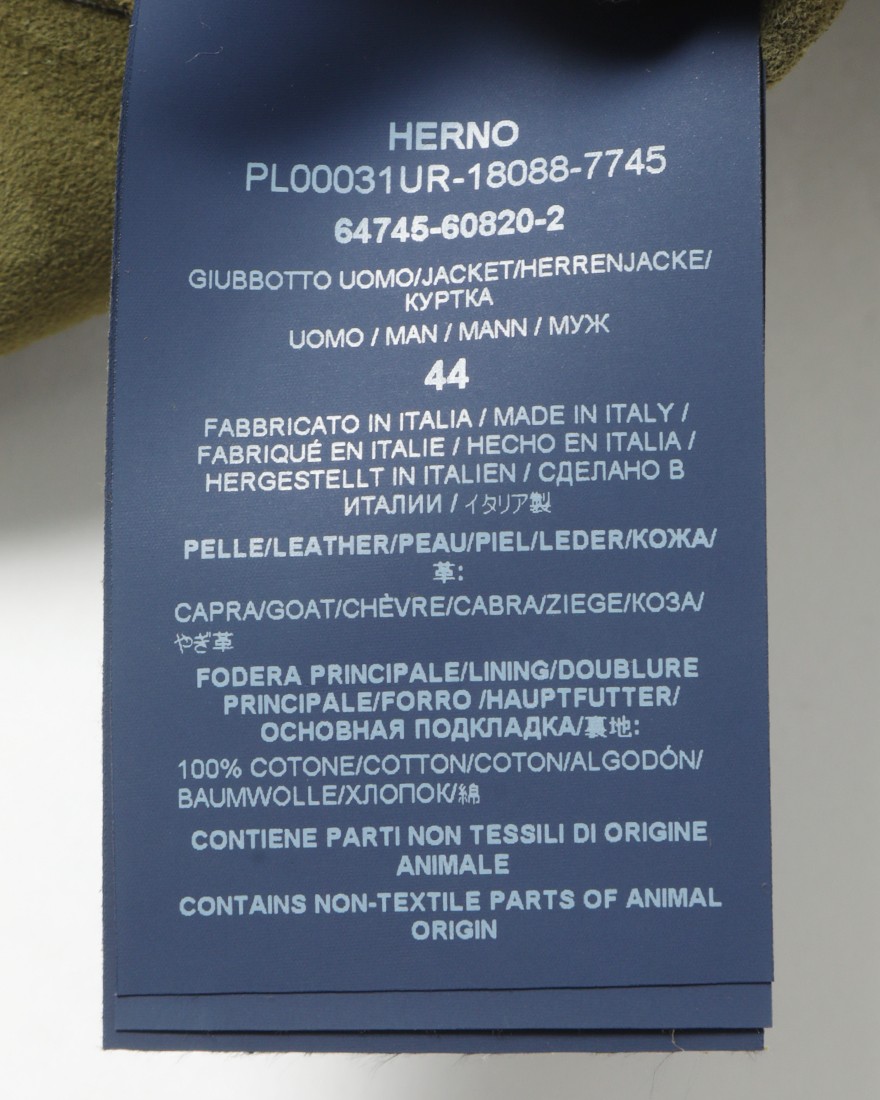 HERNO
PL00031UR-18088-7745
64745-60820-2
GIUBBOTTO UOMO/JACKET/HERRENJACKE/
КУРТКА
UOMO / MAN / MANN / МУЖ
44
FABBRICATO IN ITALIA / MADE IN ITALY /
FABRIQUÉ EN ITALIE / HECHO EN ITALIA /
HERGESTELLT IN ITALIEN / СДЕЛАНО В
ИТАЛИИ / イタリア製
PELLE/LEATHER/PEAU/PIEL/LEDER/КОЖА/
革:
CAPRA/GOAT/CHÈVRE/CABRA/ZIEGE/КОЗА/
やぎ革
FODERA PRINCIPALE/LINING/DOUBLURE
PRINCIPALE/FORRO /HAUPTFUTTER/
ОСНОВНАЯ ПОДКЛАДКА/裏地:
100% COTONE/COTTON/COTON/ALGODÓN/
BAUMWOLLE/ХЛОПОК/綿
CONTIENE PARTI NON TESSILI DI ORIGINE
ANIMALE
CONTAINS NON-TEXTILE PARTS OF ANIMAL
ORIGIN